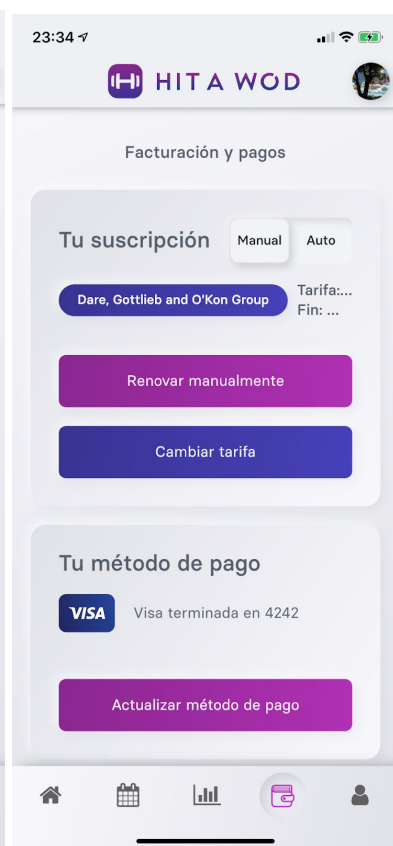 23:34
HIT A WOD
Facturación y pagos
Tu suscripción
Manual
Auto
Dare, Gottlieb and O'Kon Group
Tarifa:...
Fin: ...
Renovar manualmente
Cambiar tarifa
Tu método de pago
VISA
Visa terminada en 4242
Actualizar método de pago